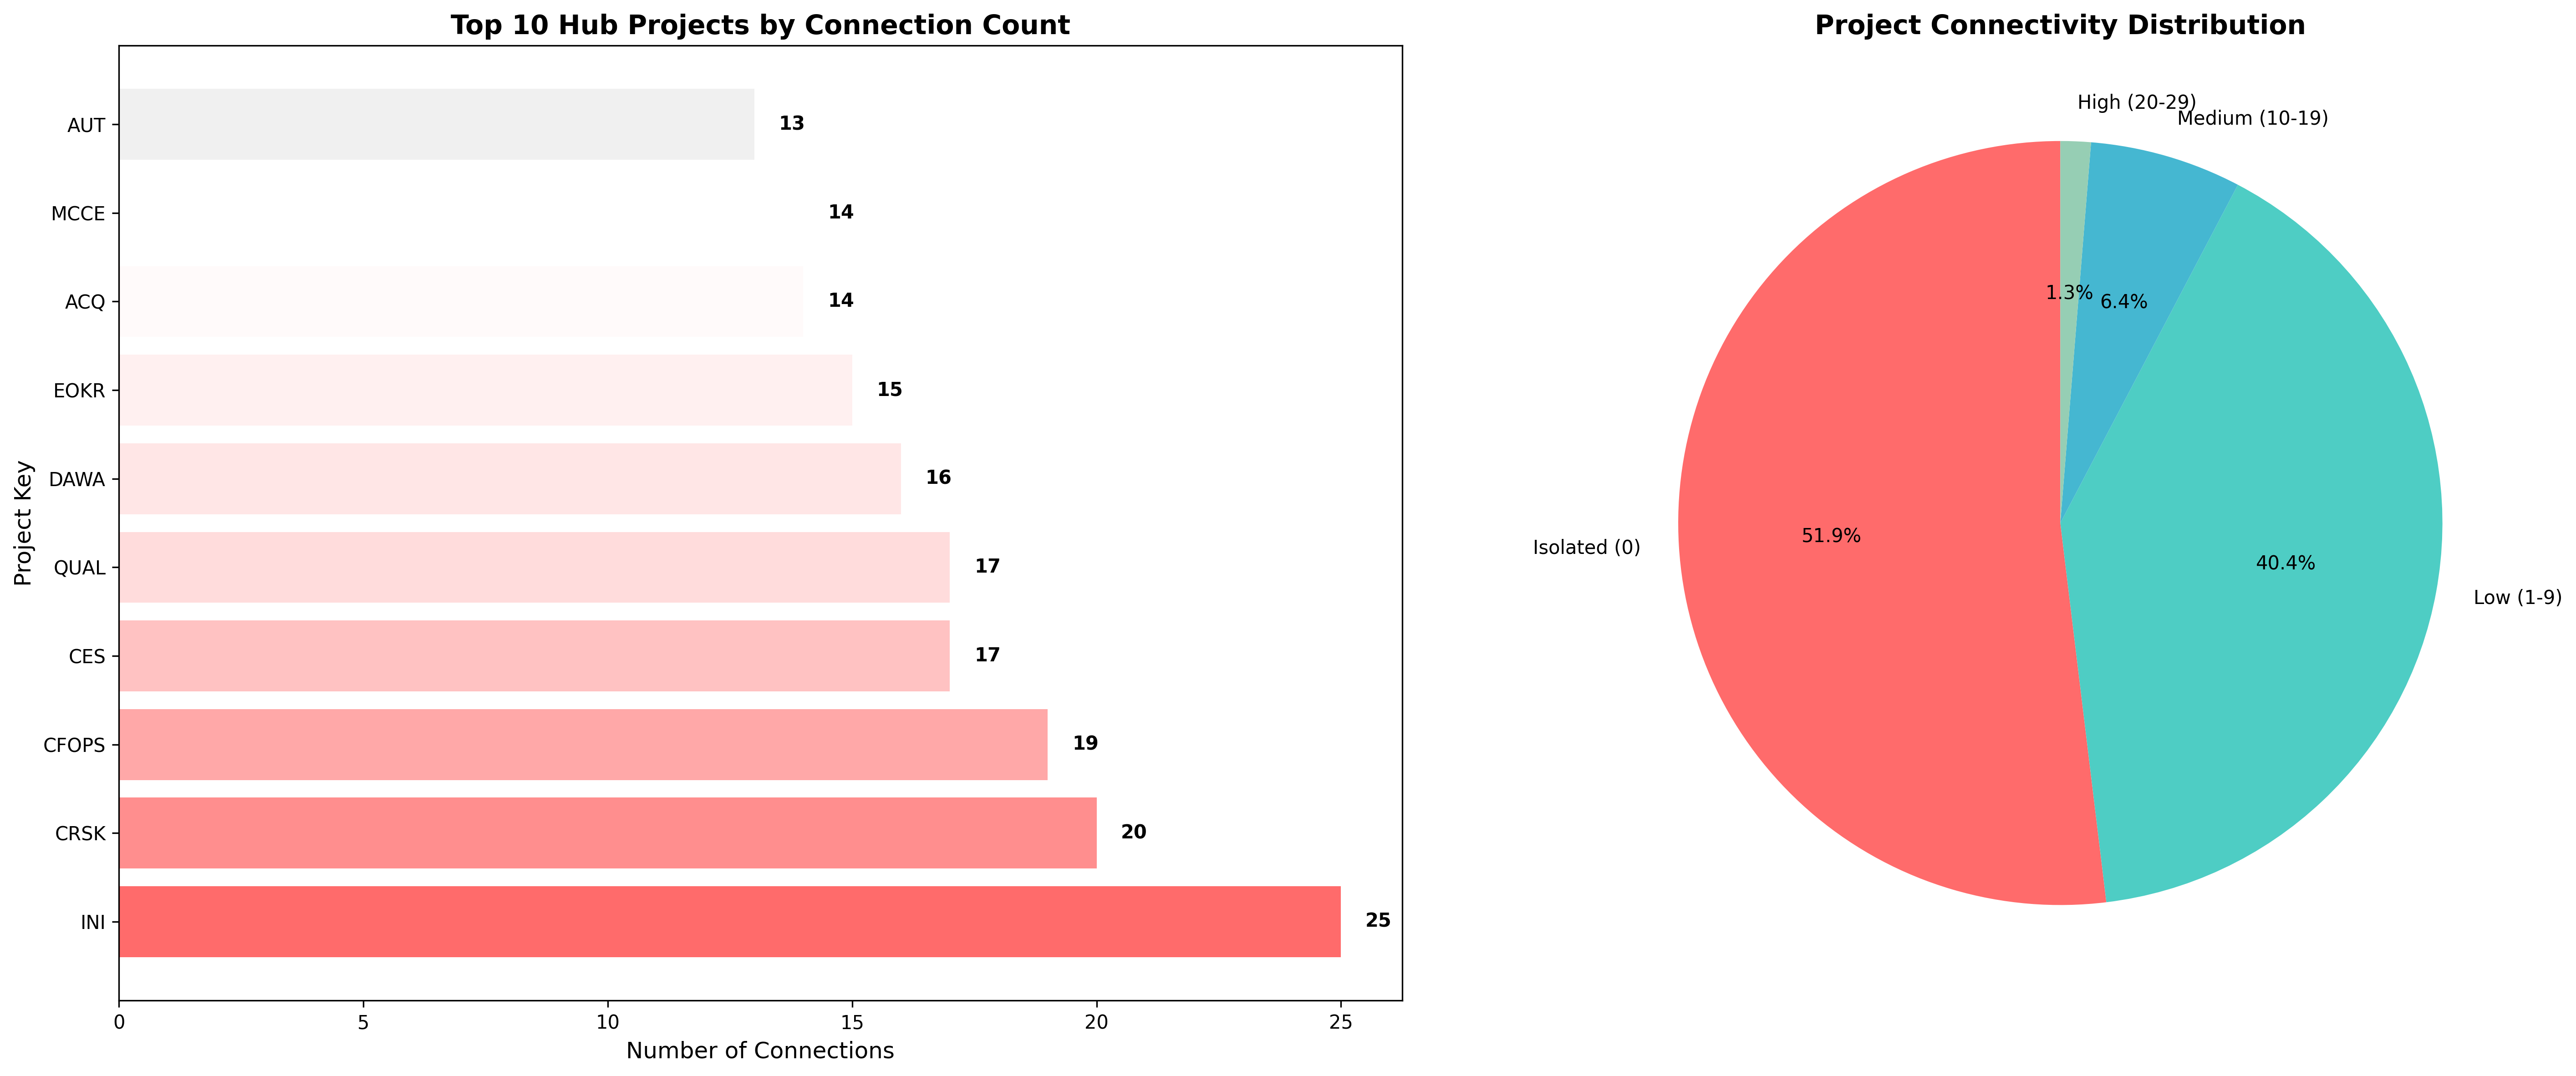 Top 10 Hub Projects by Connection Count
Project Key
AUT
13
MCCE
14
ACQ
14
EOKR
15
DAWA
16
QUAL
17
CES
17
CFOPS
19
CRSK
20
INI
25
0 5 10 15 20 25
Number of Connections
Project Connectivity Distribution
High (20-29)
Medium (10-19)
1.3%
6.4%
51.9%
Isolated (0)
40.4%
Low (1-9)